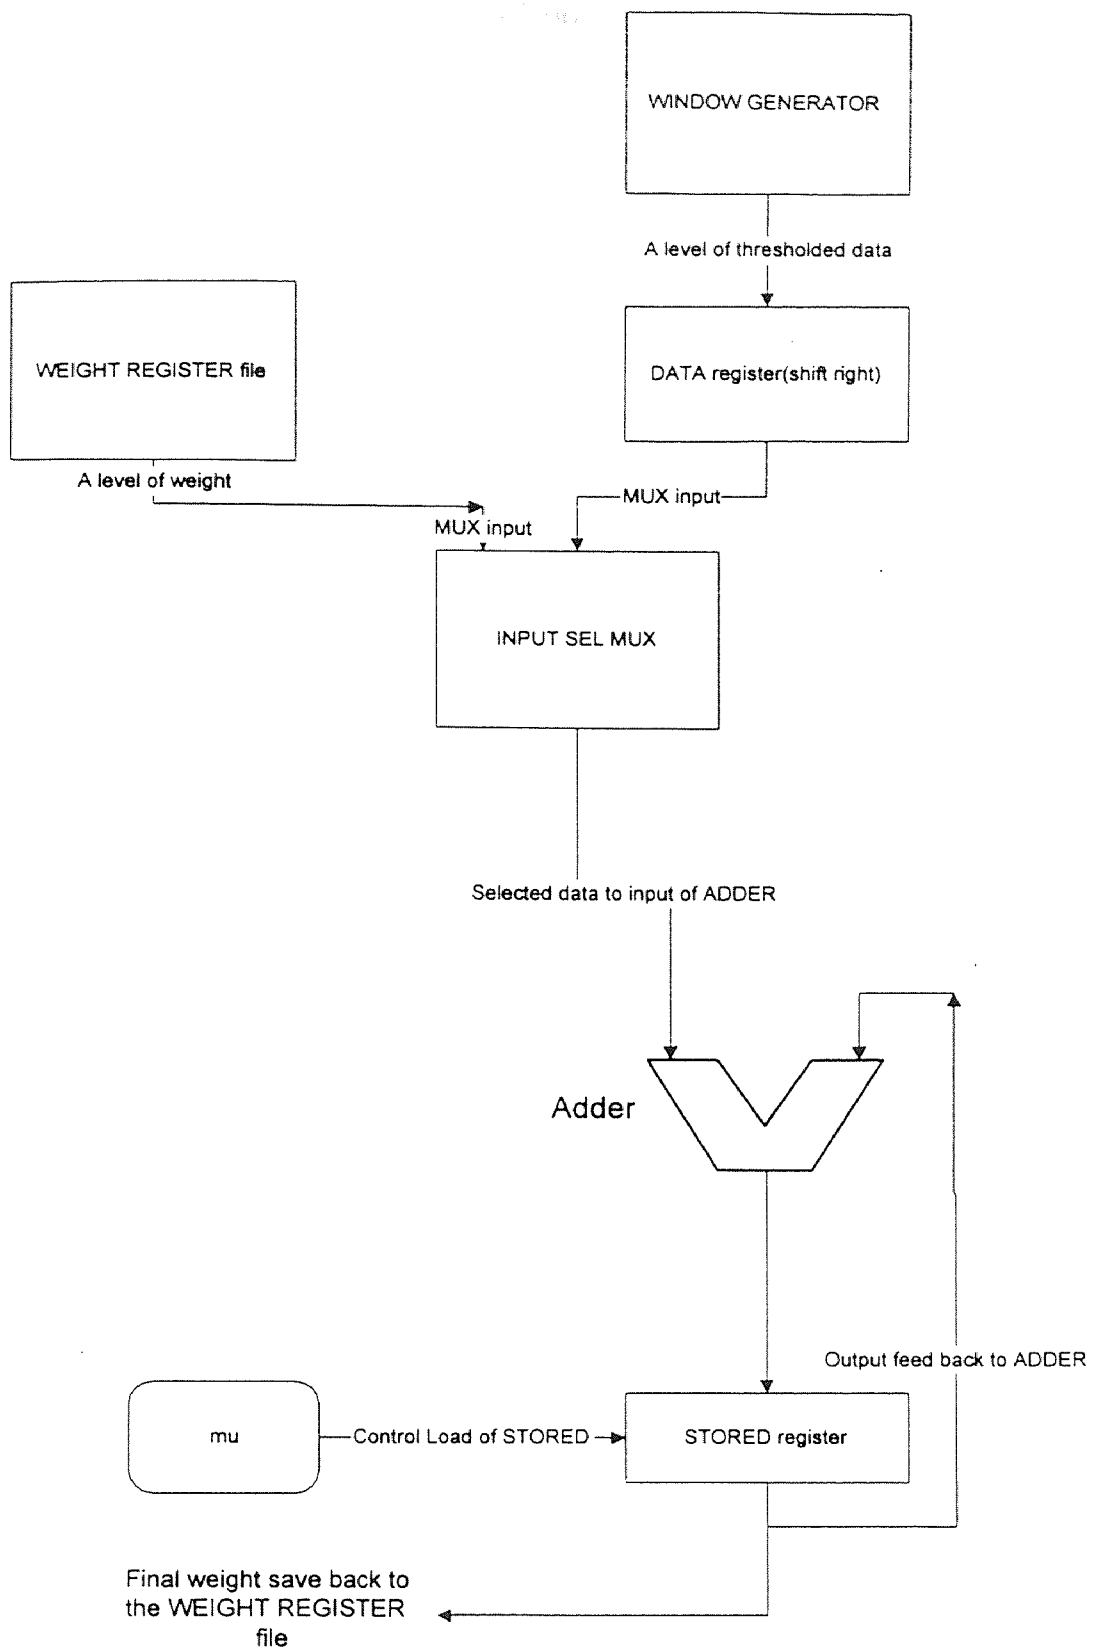 WINDOW GENERATOR
A level of thresholded data
WEIGHT REGISTER file
DATA register(shift right)
A level of weight
MUX input
MUX input
INPUT SEL MUX
Selected data to input of ADDER
Adder
Output feed back to ADDER
mu
Control Load of STORED
STORED register
Final weight save back to
the WEIGHT REGISTER
file